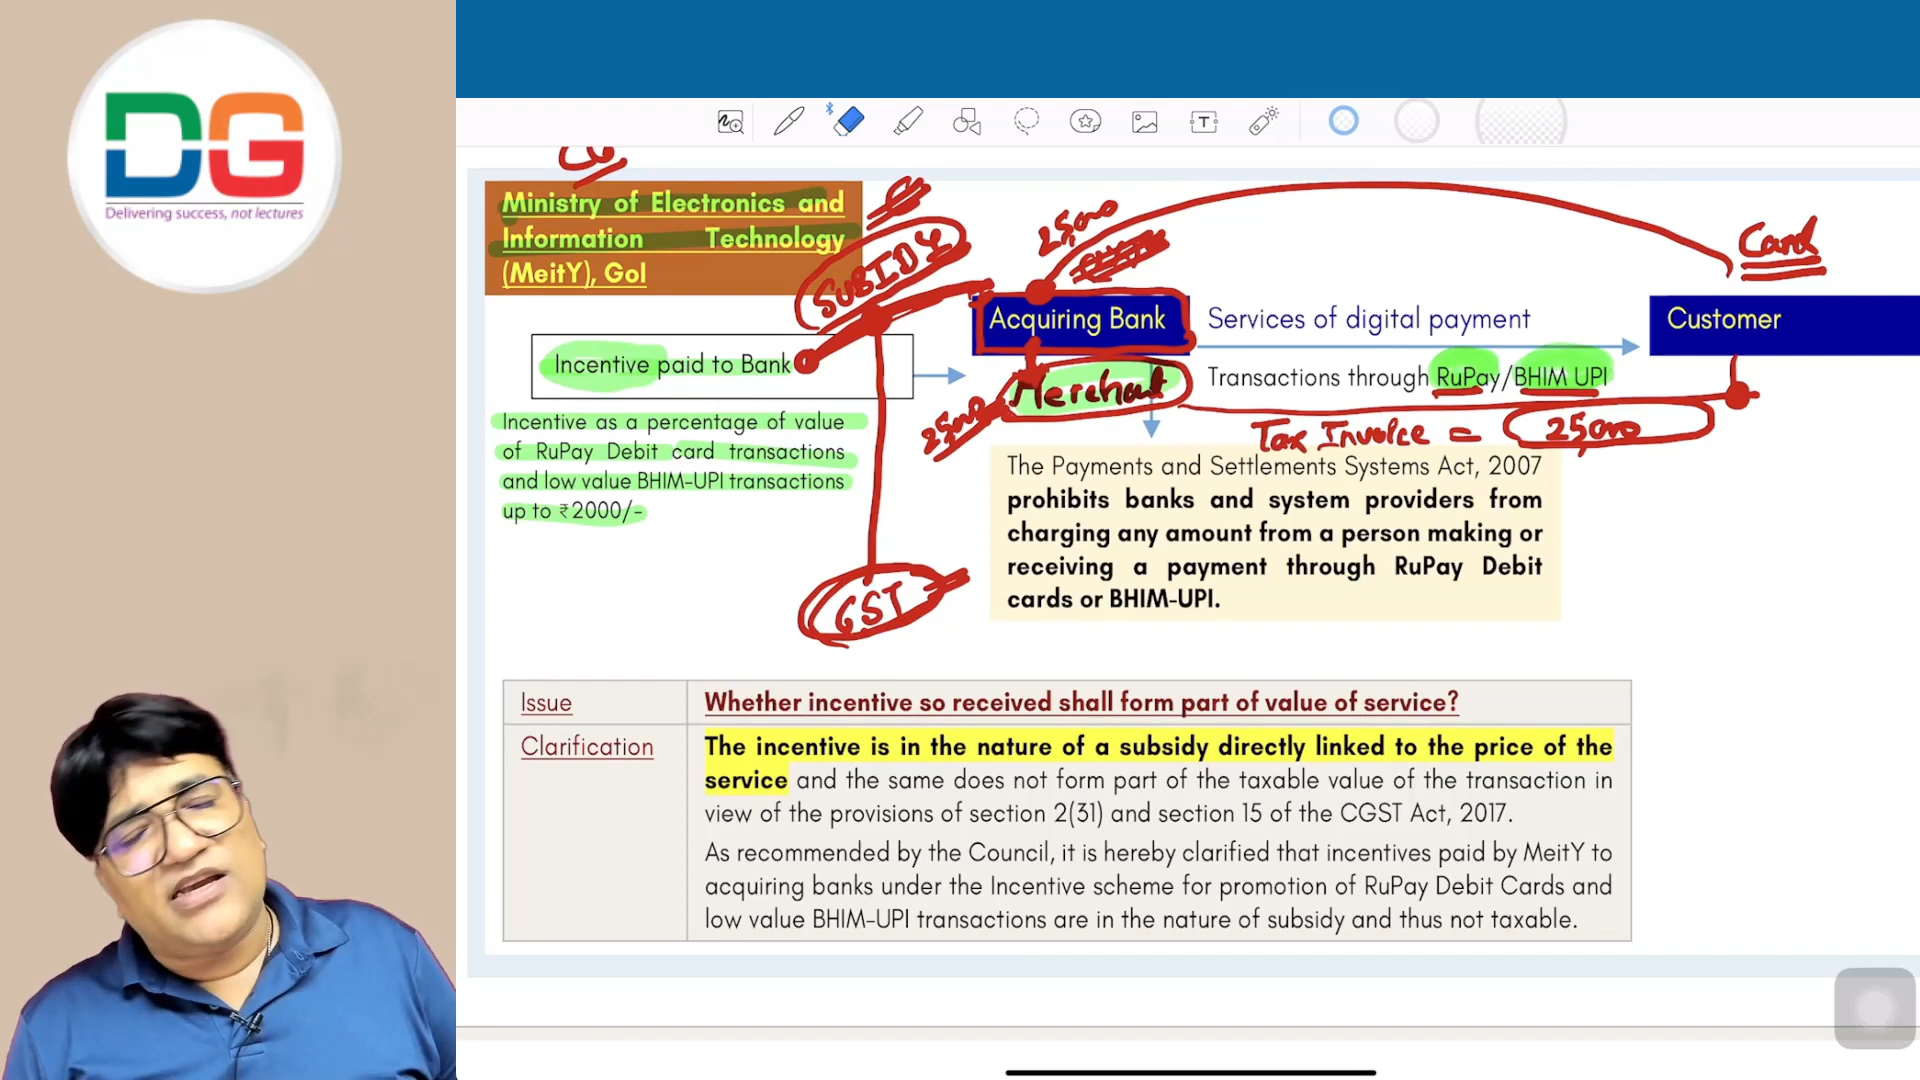 DG
Delivering success, not lectures
CG
Ministry of Electronics and
Information Technology
(MeitY), GoI
SUBIDY
25,000
Card
Acquiring Bank
Services of digital payment
Customer
Incentive paid to Bank
Merchant
Transactions through RuPay/BHIM UPI
25,000
Tax Invoice = 25,000
Incentive as a percentage of value
of RuPay Debit card transactions
and low value BHIM-UPI transactions
up to ₹2000/-
The Payments and Settlements Systems Act, 2007
prohibits banks and system providers from
charging any amount from a person making or
receiving a payment through RuPay Debit
cards or BHIM-UPI.
GST
Issue
Whether incentive so received shall form part of value of service?
Clarification
The incentive is in the nature of a subsidy directly linked to the price of the
service and the same does not form part of the taxable value of the transaction in
view of the provisions of section 2(31) and section 15 of the CGST Act, 2017.
As recommended by the Council, it is hereby clarified that incentives paid by MeitY to
acquiring banks under the Incentive scheme for promotion of RuPay Debit Cards and
low value BHIM-UPI transactions are in the nature of subsidy and thus not taxable.